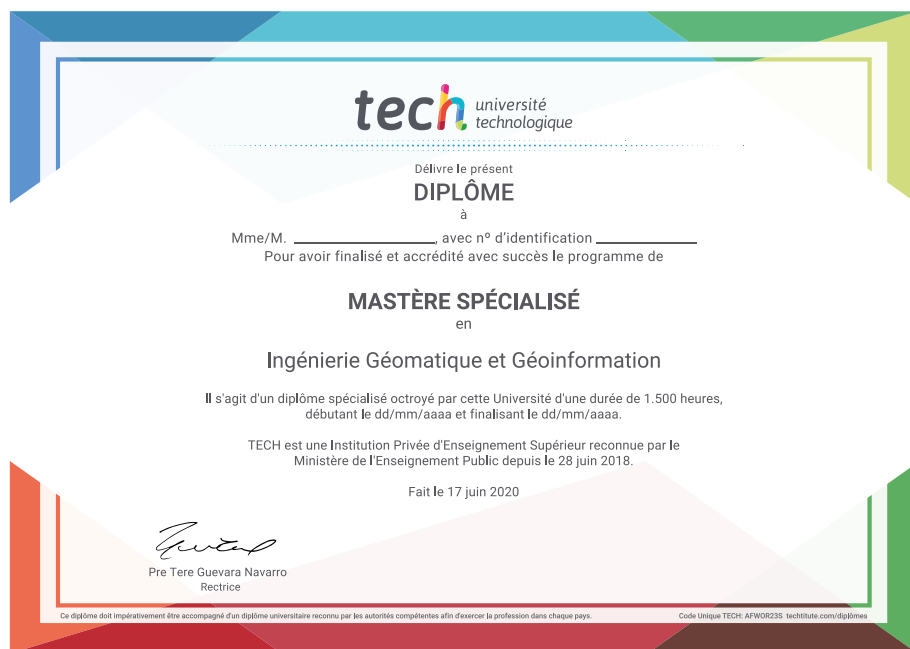 tech université
technologique
Délivre le présent
DIPLÔME
à
Mme/M. ____________________, avec nº d'identification ______________
Pour avoir finalisé et accrédité avec succès le programme de
MASTÈRE SPÉCIALISÉ
en
Ingénierie Géomatique et Géoinformation
Il s'agit d'un diplôme spécialisé octroyé par cette Université d'une durée de 1.500 heures,
débutant le dd/mm/aaaa et finalisant le dd/mm/aaaa.
TECH est une Institution Privée d'Enseignement Supérieur reconnue par le
Ministère de l'Enseignement Public depuis le 28 juin 2018.
Fait le 17 juin 2020
Pre Tere Guevara Navarro
Rectrice
Ce diplôme doit impérativement être accompagné d'un diplôme universitaire reconnu par les autorités compétentes afin d'exercer la profession dans chaque pays.
Code Unique TECH: AFWOR23S techtitute.com/diplômes